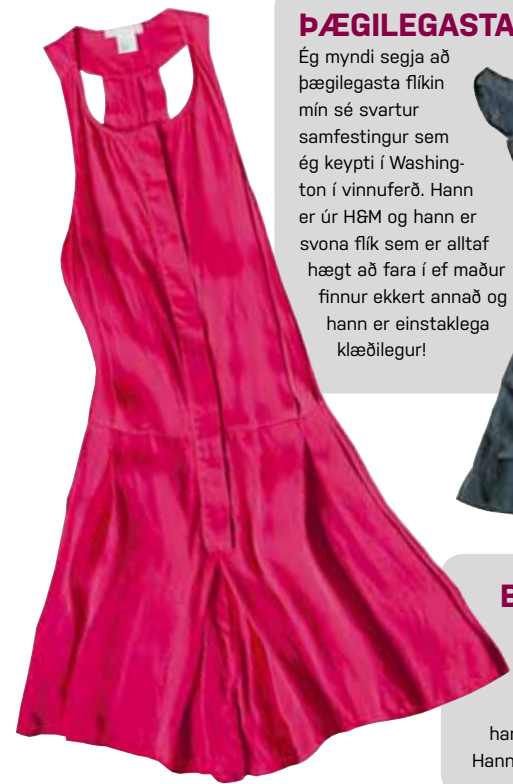 ÞÆGILEGASTA
Ég myndi segja að
þægilegasta flíkin
mín sé svartur
samfestingur sem
ég keypti í Washing-
ton í vinnuferð. Hann
er úr H&M og hann er
svona flík sem er alltaf
hægt að fara í ef maður
finnur ekkert annað og
hann er einstaklega
klæðilegur!